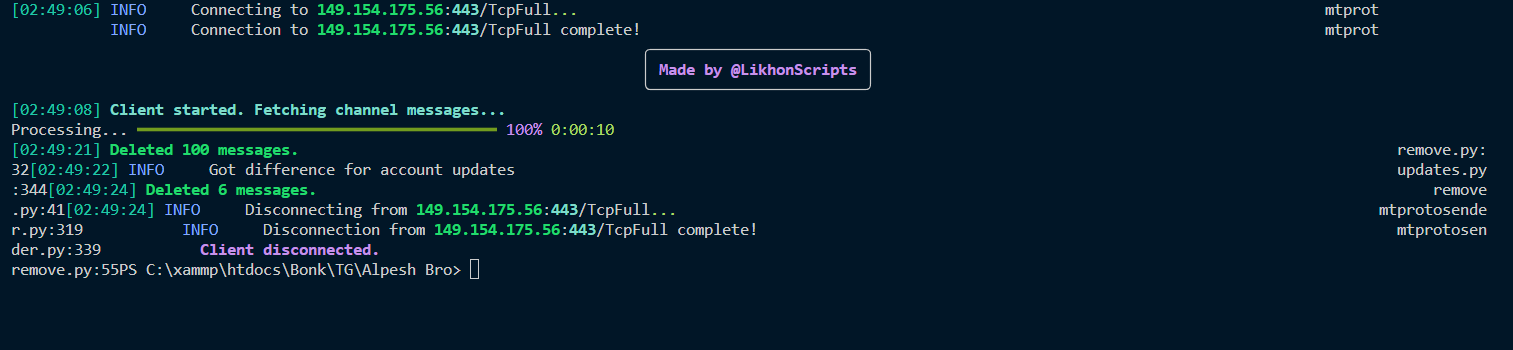 [02:49:06] INFO Connecting to 149.154.175.56:443/TcpFull... mtprot
INFO Connection to 149.154.175.56:443/TcpFull complete! mtprot
Made by @LikhonScripts
[02:49:08] Client started. Fetching channel messages...
Processing... 100% 0:00:10
[02:49:21] Deleted 100 messages. remove.py:
32[02:49:22] INFO Got difference for account updates updates.py
:344[02:49:24] Deleted 6 messages. remove
.py:41[02:49:24] INFO Disconnecting from 149.154.175.56:443/TcpFull... mtprotosende
r.py:319 INFO Disconnection from 149.154.175.56:443/TcpFull complete! mtprotosen
der.py:339 Client disconnected.
remove.py:55PS C:\xammp\htdocs\Bonk\TG\Alpesh Bro>